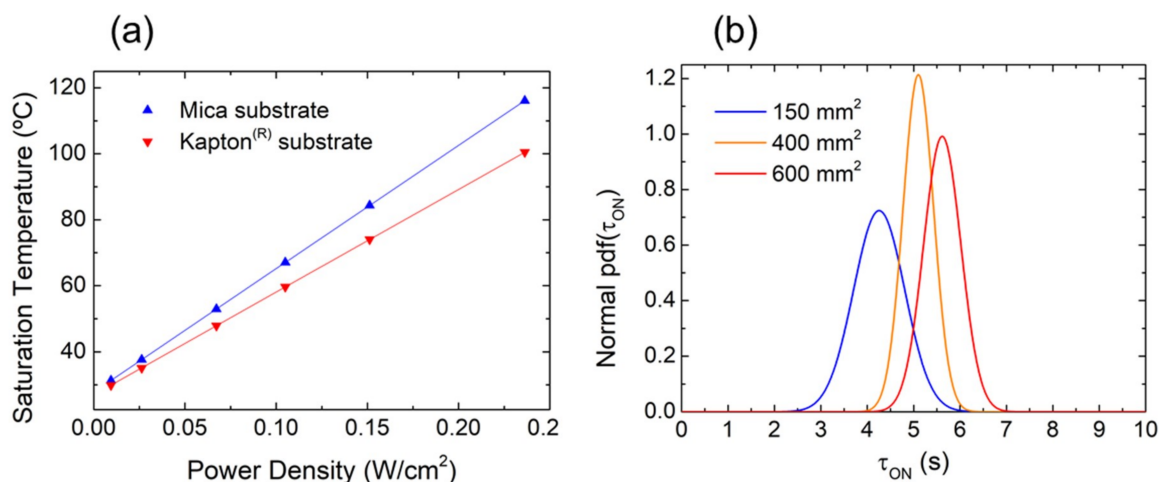 (a)
Saturation Temperature (ºC)
120
100
80
60
40
Mica substrate
Kapton(R) substrate
0.00 0.05 0.10 0.15 0.20 0.2
Power Density (W/cm²)
(b)
Normal pdf(τON)
1.2
1.0
0.8
0.6
0.4
0.2
0.0
150 mm²
400 mm²
600 mm²
0 1 2 3 4 5 6 7 8 9 10
τON (s)